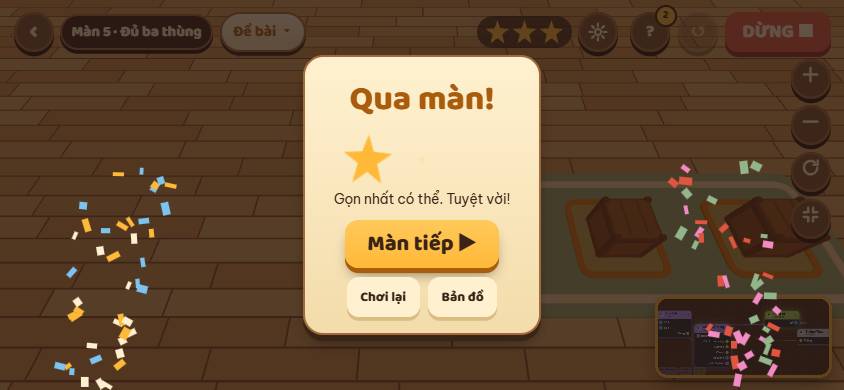 Màn 5 · Đủ ba thùng
Đề bài
?
2
DỪNG
Qua màn!
Gọn nhất có thể. Tuyệt vời!
Màn tiếp
Chơi lại
Bản đồ